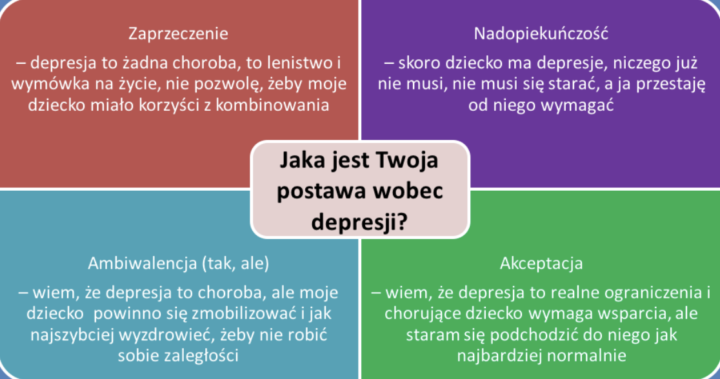 Zaprzeczenie
– depresja to żadna choroba, to lenistwo i
wymówka na życie, nie pozwolę, żeby moje
dziecko miało korzyści z kombinowania
Nadopiekuńczość
– skoro dziecko ma depresje, niczego już
nie musi, nie musi się starać, a ja przestaję
od niego wymagać
Jaka jest Twoja
postawa wobec
depresji?
Ambiwalencja (tak, ale)
– wiem, że depresja to choroba, ale moje
dziecko powinno się zmobilizować i jak
najszybciej wyzdrowieć, żeby nie robić
sobie zaległości
Akceptacja
– wiem, że depresja to realne ograniczenia i
chorujące dziecko wymaga wsparcia, ale
staram się podchodzić do niego jak
najbardziej normalnie